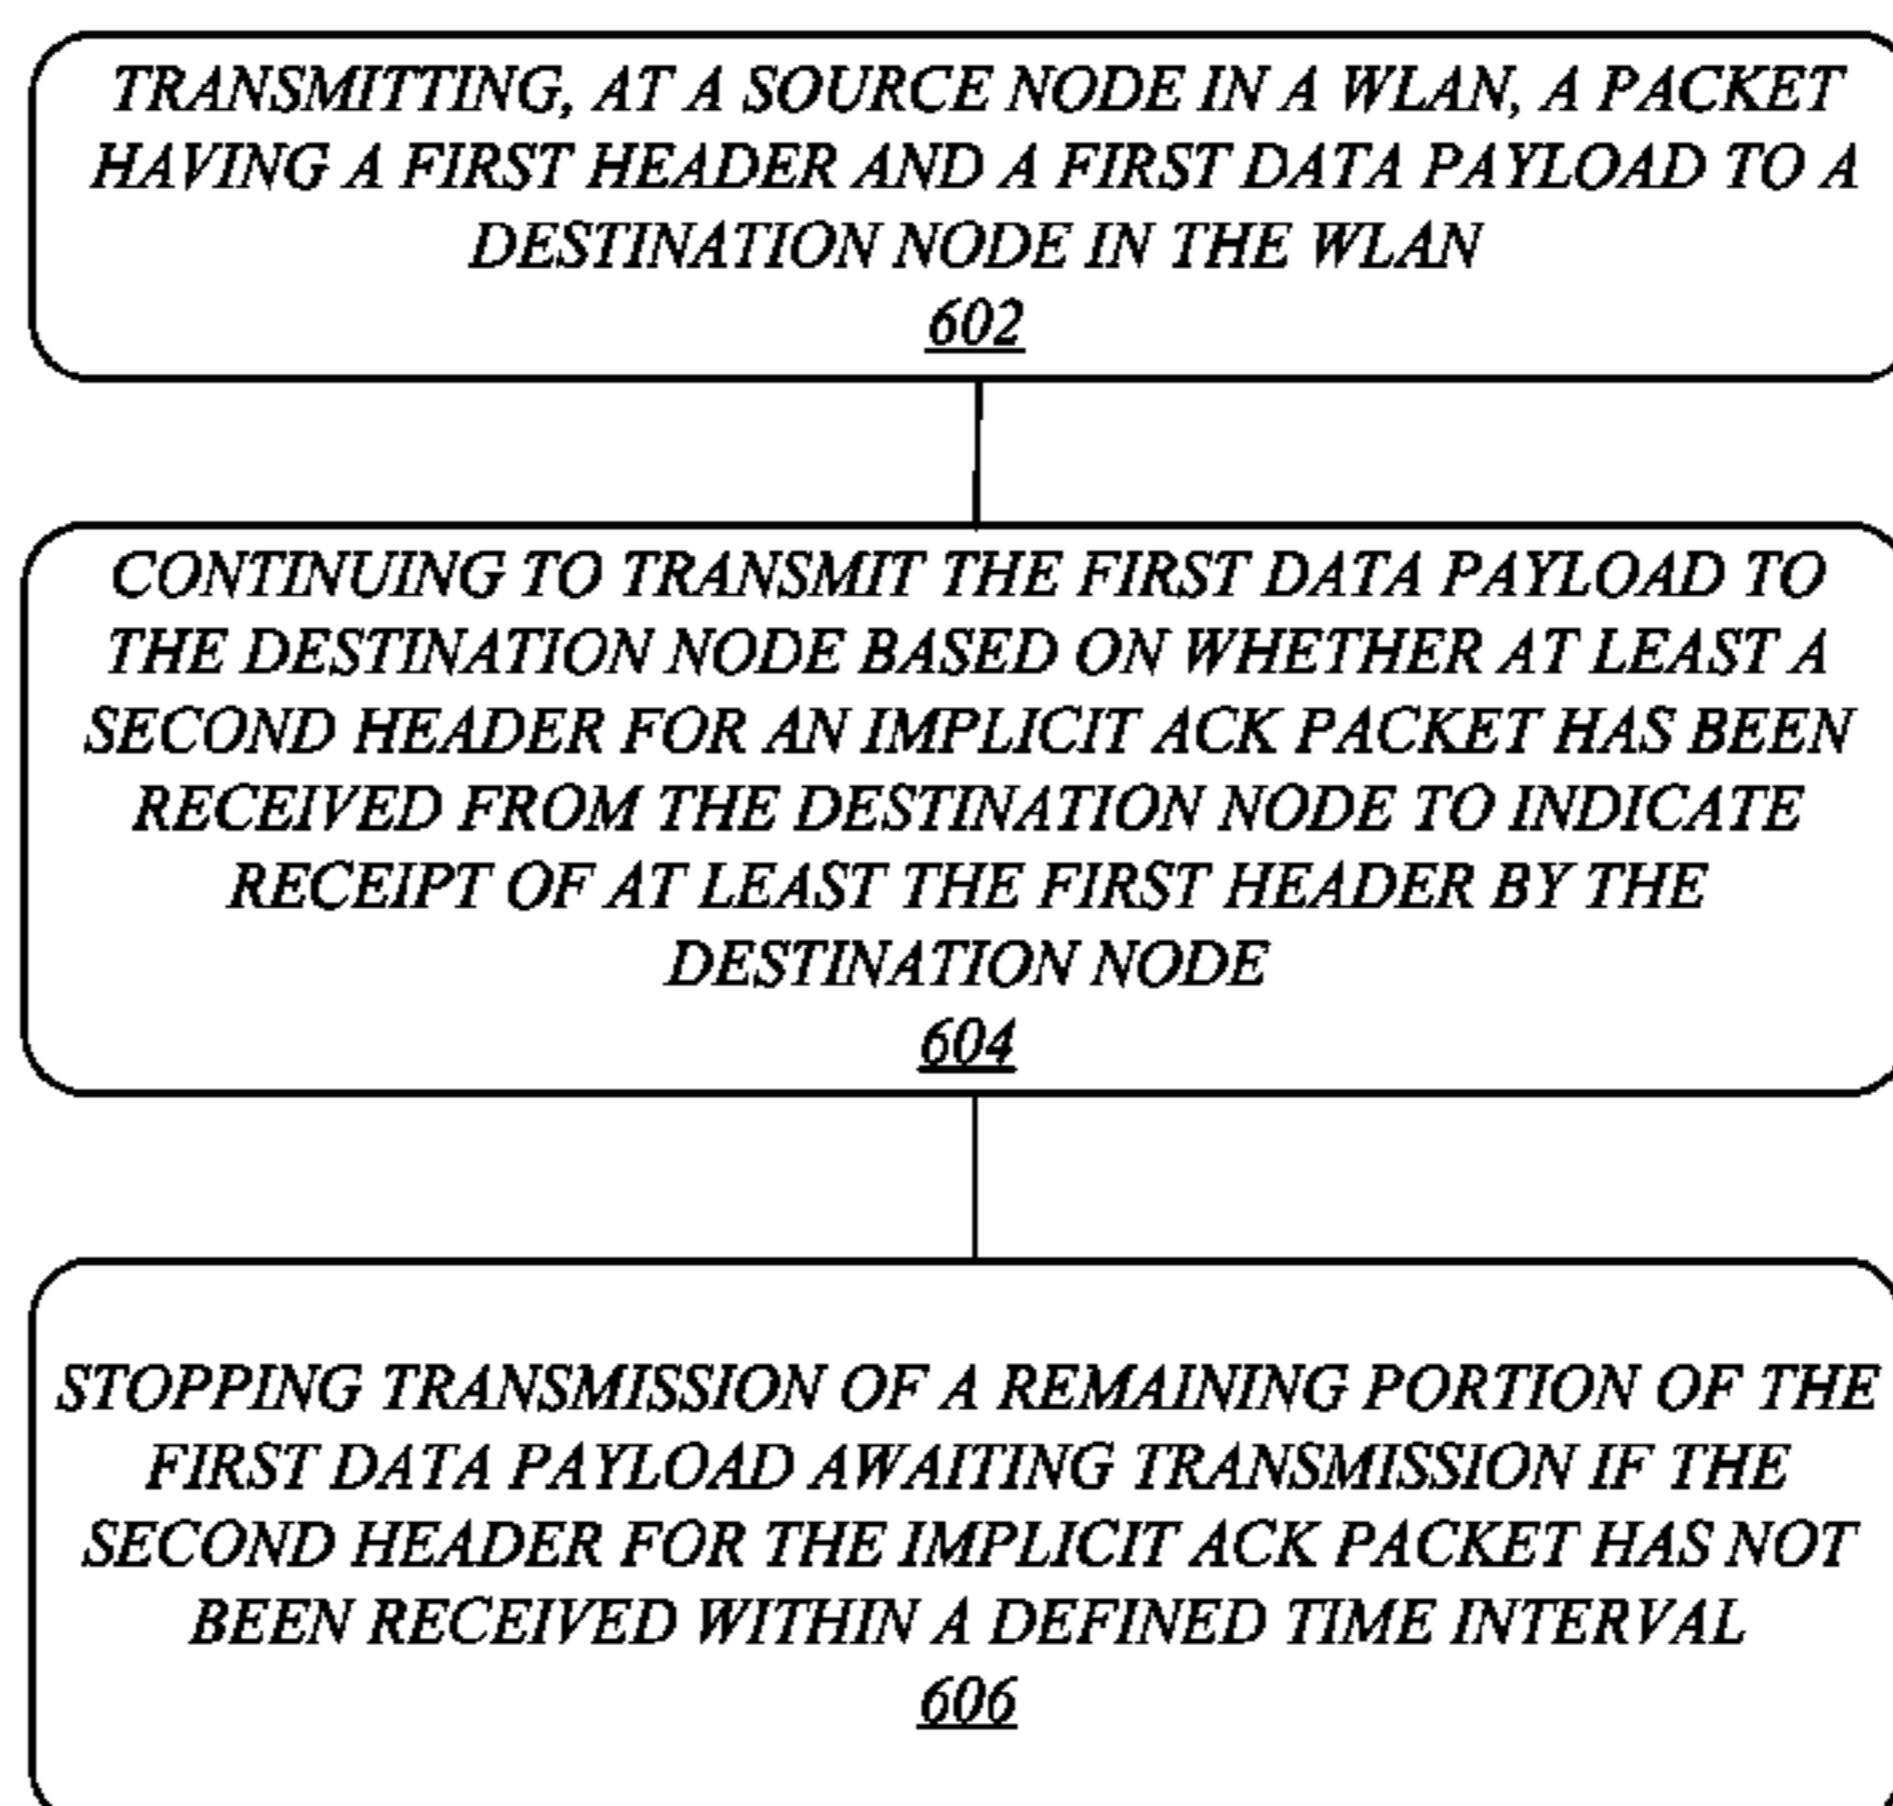 TRANSMITTING, AT A SOURCE NODE IN A WLAN, A PACKET
HAVING A FIRST HEADER AND A FIRST DATA PAYLOAD TO A
DESTINATION NODE IN THE WLAN
602
CONTINUING TO TRANSMIT THE FIRST DATA PAYLOAD TO
THE DESTINATION NODE BASED ON WHETHER AT LEAST A
SECOND HEADER FOR AN IMPLICIT ACK PACKET HAS BEEN
RECEIVED FROM THE DESTINATION NODE TO INDICATE
RECEIPT OF AT LEAST THE FIRST HEADER BY THE
DESTINATION NODE
604
STOPPING TRANSMISSION OF A REMAINING PORTION OF THE
FIRST DATA PAYLOAD AWAITING TRANSMISSION IF THE
SECOND HEADER FOR THE IMPLICIT ACK PACKET HAS NOT
BEEN RECEIVED WITHIN A DEFINED TIME INTERVAL
606